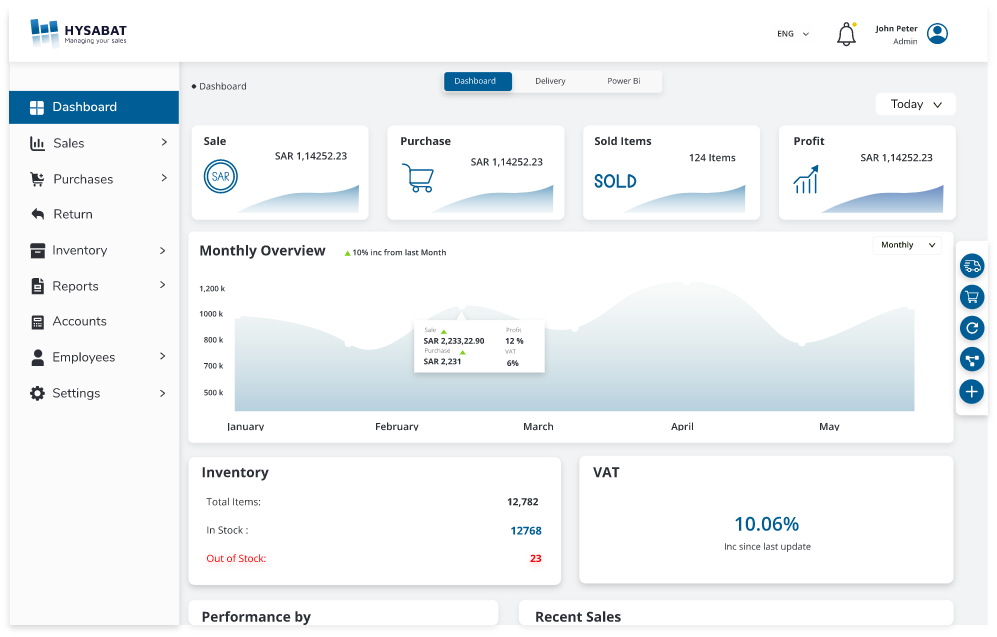 HYSABAT
Managing your sales
ENG
John Peter
Admin
Dashboard
Sales
Purchases
Return
Inventory
Reports
Accounts
Employees
Settings
Dashboard
Dashboard Delivery Power Bi
Today
Sale
SAR 1,14252.23
SAR
Purchase
SAR 1,14252.23
Sold Items
124 Items
SOLD
Profit
SAR 1,14252.23
Monthly Overview
10% inc from last Month
Monthly
1,200 k
1000 k
800 k
700 k
500 k
Sale
SAR 2,233,22.90
Purchase
SAR 2,231
Profit
12 %
VAT
6%
January February March April May
Inventory
Total Items: 12,782
In Stock : 12768
Out of Stock: 23
VAT
10.06%
Inc since last update
Performance by
Recent Sales